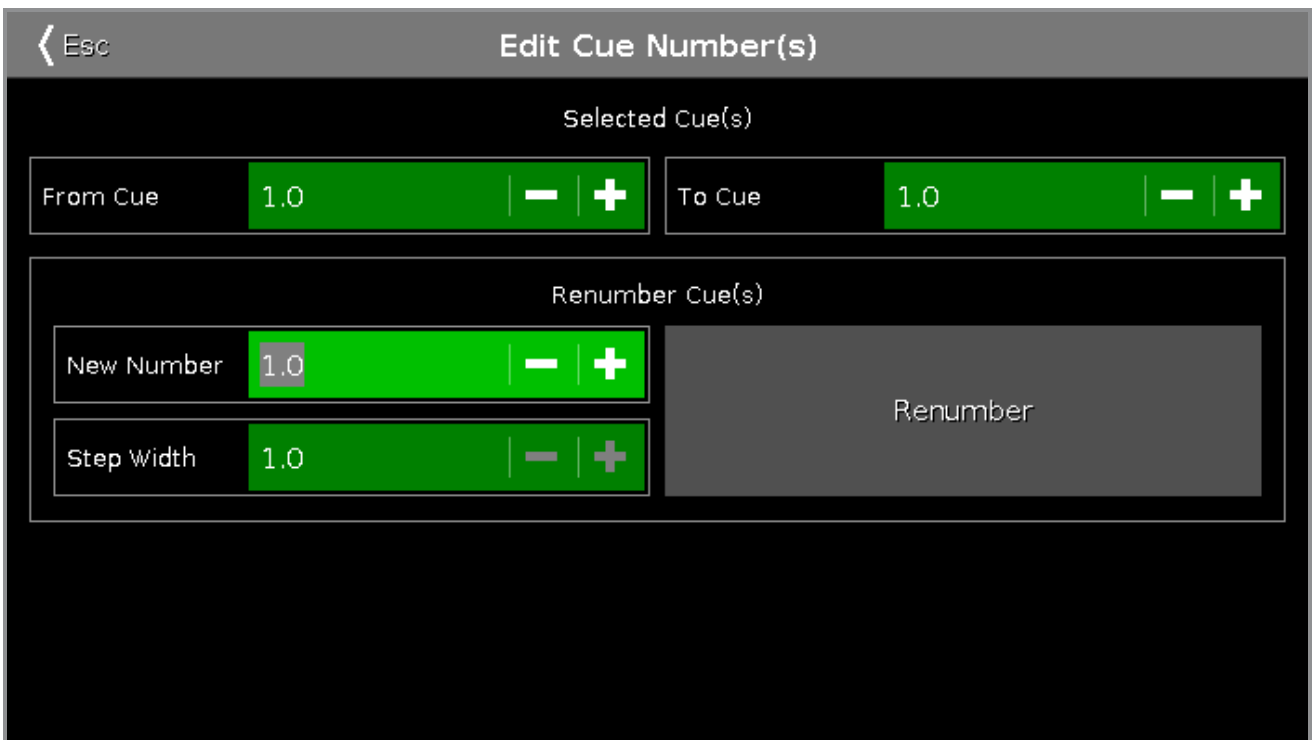 Esc
Edit Cue Number(s)
Selected Cue(s)
From Cue 1.0
To Cue 1.0
Renumber Cue(s)
New Number 1.0
Renumber
Step Width 1.0